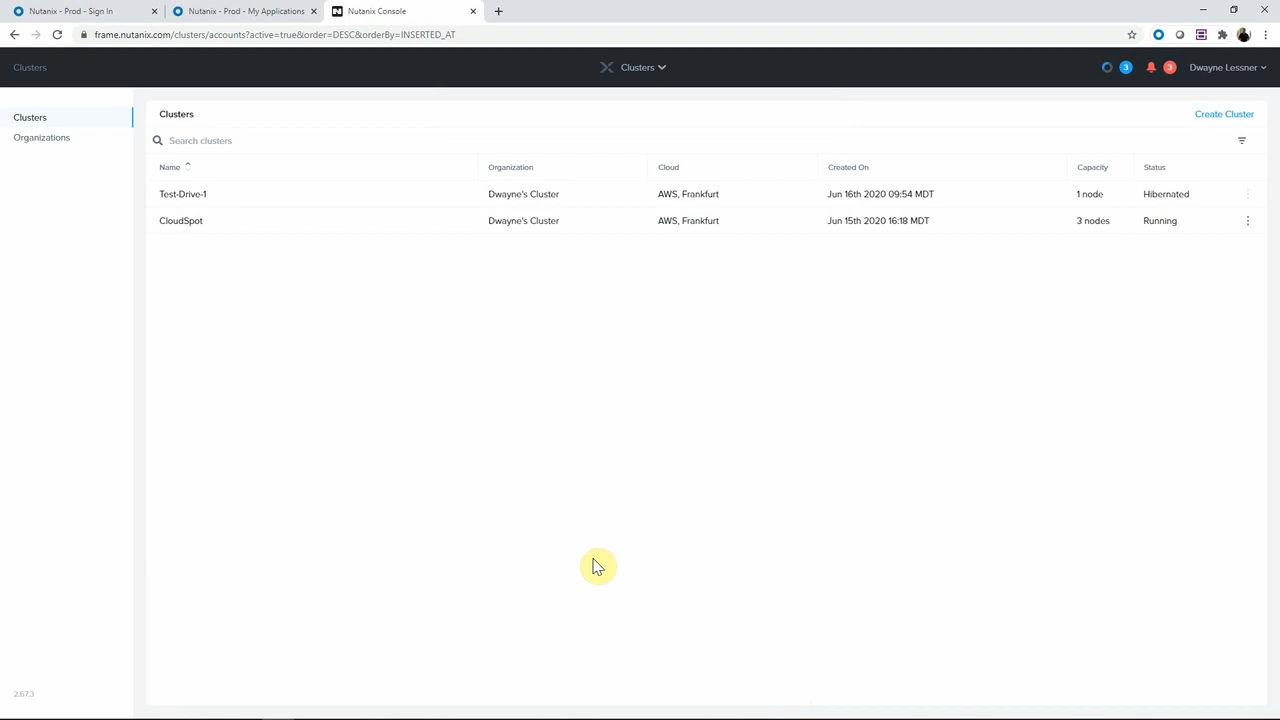 Nutanix - Prod - Sign In
Nutanix - Prod - My Applications
Nutanix Console
frame.nutanix.com/clusters/accounts?active=true&order=DESC&orderBy=INSERTED_AT
Clusters
Clusters
3
3
Dwayne Lessner
Clusters
Organizations
Clusters
Create Cluster
Search clusters
Name Organization Cloud Created On Capacity Status
Test-Drive-1 Dwayne's Cluster AWS, Frankfurt Jun 16th 2020 09:54 MDT 1 node Hibernated
CloudSpot Dwayne's Cluster AWS, Frankfurt Jun 15th 2020 16:18 MDT 3 nodes Running
2.67.3